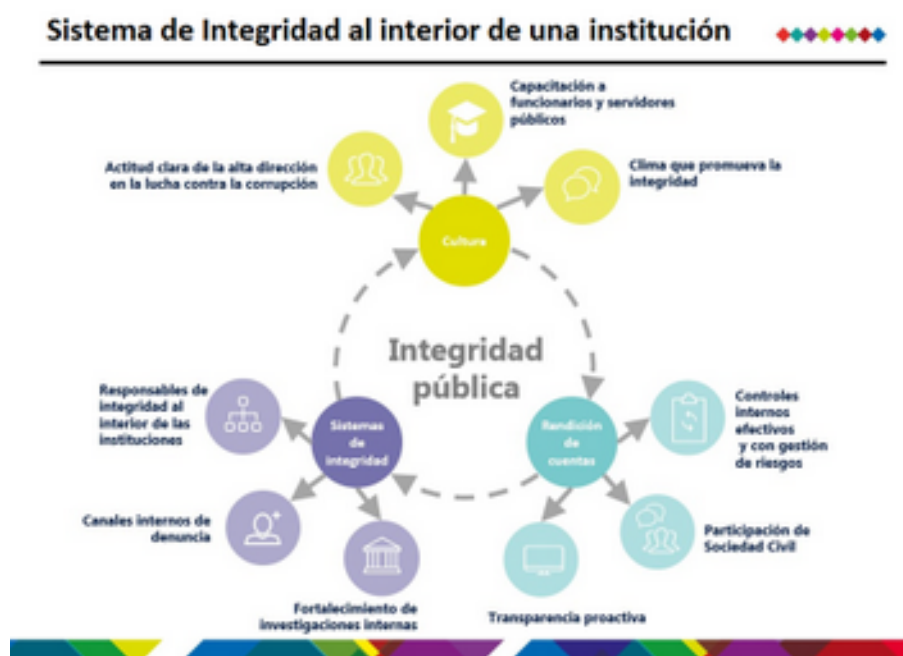 Sistema de Integridad al interior de una institución
Capacitación a
funcionarios y servidores
públicos
Actitud clara de la alta dirección
en la lucha contra la corrupción
Clima que promueva la
integridad
Cultura
Integridad
pública
Responsables de
integridad al
interior de las
instituciones
Sistemas
de
integridad
Rendición
de
cuentas
Controles
internos
efectivos
y con gestión
de riesgos
Canales internos de
denuncia
Participación de
Sociedad Civil
Fortalecimiento de
investigaciones internas
Transparencia proactiva